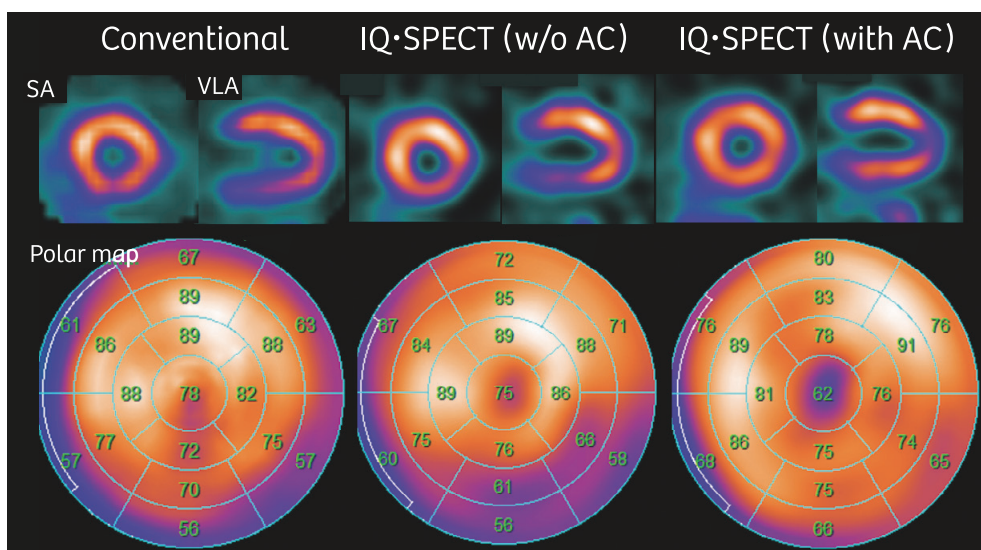 Conventional IQ•SPECT (w/o AC) IQ•SPECT (with AC)
SA VLA
Polar map
67
89
61 63
86 89 88
88 78 82
77 72 75
57 57
70
56
72
85
67 71
84 89 88
89 75 86
75 76 66
60 58
61
56
80
83
76 76
89 78 91
81 62 76
86 75 74
68 65
75
66